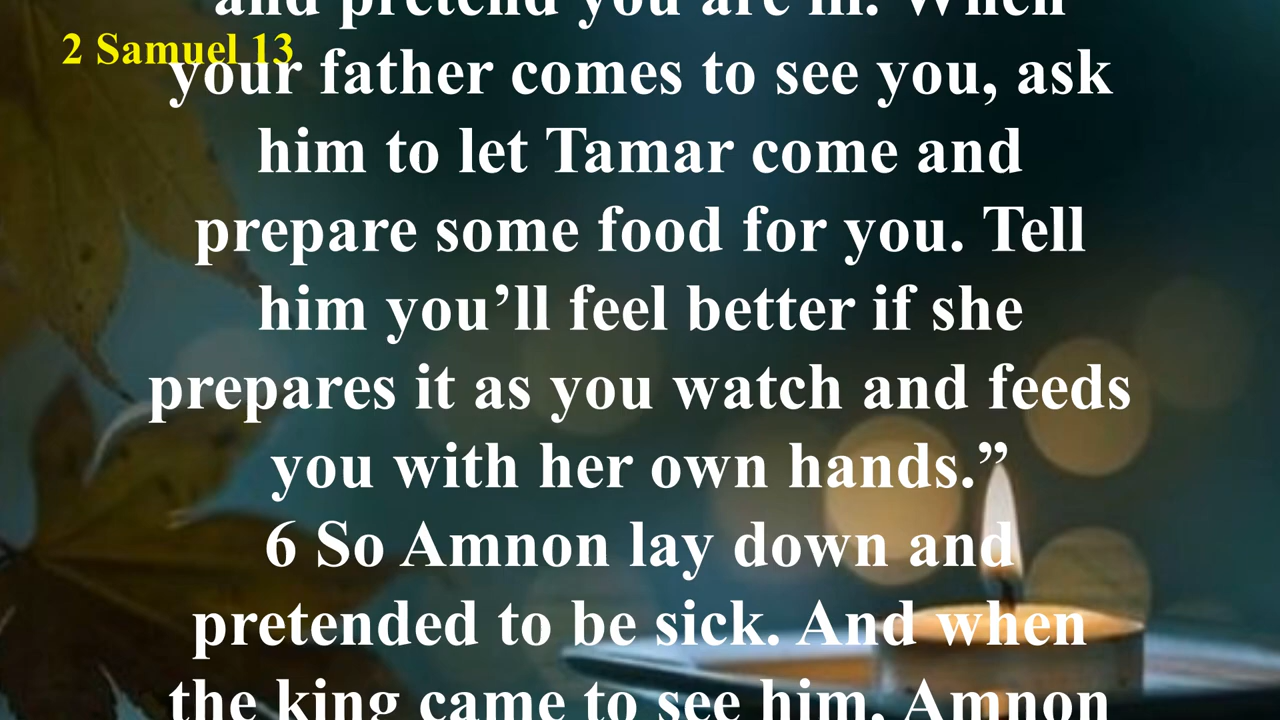 and pretend you are ill. When
2 Samuel 13
your father comes to see you, ask
him to let Tamar come and
prepare some food for you. Tell
him you’ll feel better if she
prepares it as you watch and feeds
you with her own hands.”
6 So Amnon lay down and
pretended to be sick. And when
the king came to see him, Amnon